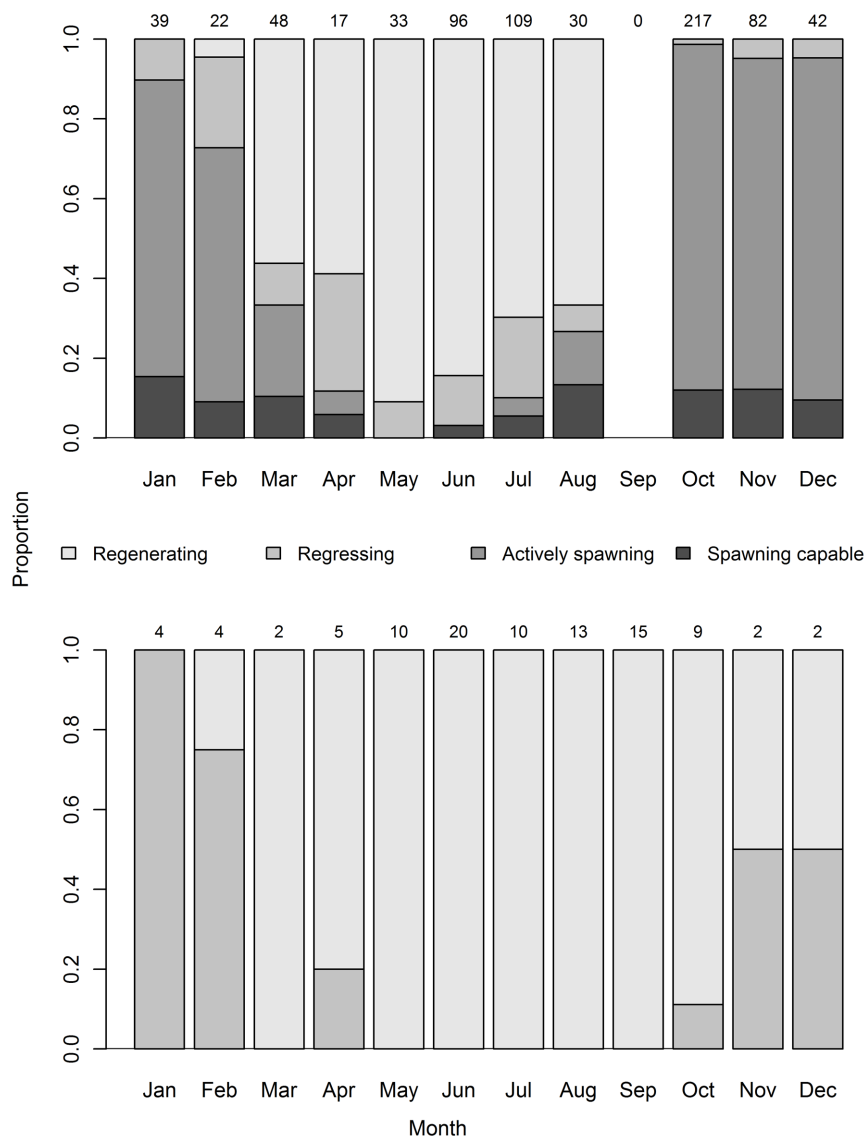 39 22 48 17 33 96 109 30 0 217 82 42
1.0
0.8
0.6
0.4
0.2
0.0
Jan Feb Mar Apr May Jun Jul Aug Sep Oct Nov Dec
Proportion
Regenerating Regressing Actively spawning Spawning capable
4 4 2 5 10 20 10 13 15 9 2 2
1.0
0.8
0.6
0.4
0.2
0.0
Jan Feb Mar Apr May Jun Jul Aug Sep Oct Nov Dec
Month